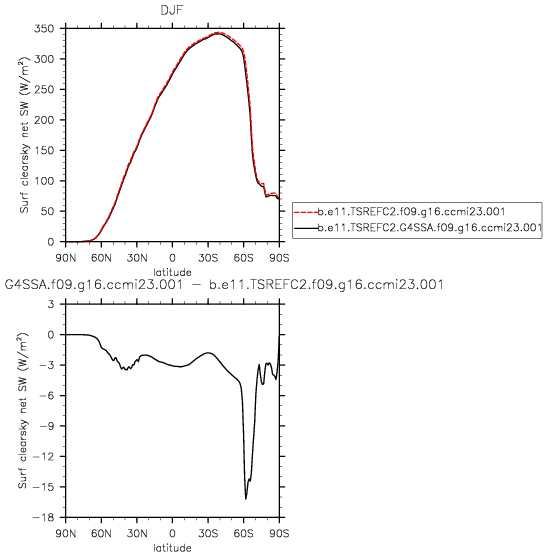 DJF
Surf clearsky net SW (W/m²)
350
300
250
200
150
100
50
0
90N 60N 30N 0 30S 60S 90S
latitude
b.e11.TSREFC2.f09.g16.ccmi23.001
b.e11.TSREFC2.G4SSA.f09.g16.ccmi23.001
G4SSA.f09.g16.ccmi23.001 - b.e11.TSREFC2.f09.g16.ccmi23.001
Surf clearsky net SW (W/m²)
3
0
-3
-6
-9
-12
-15
-18
90N 60N 30N 0 30S 60S 90S
latitude